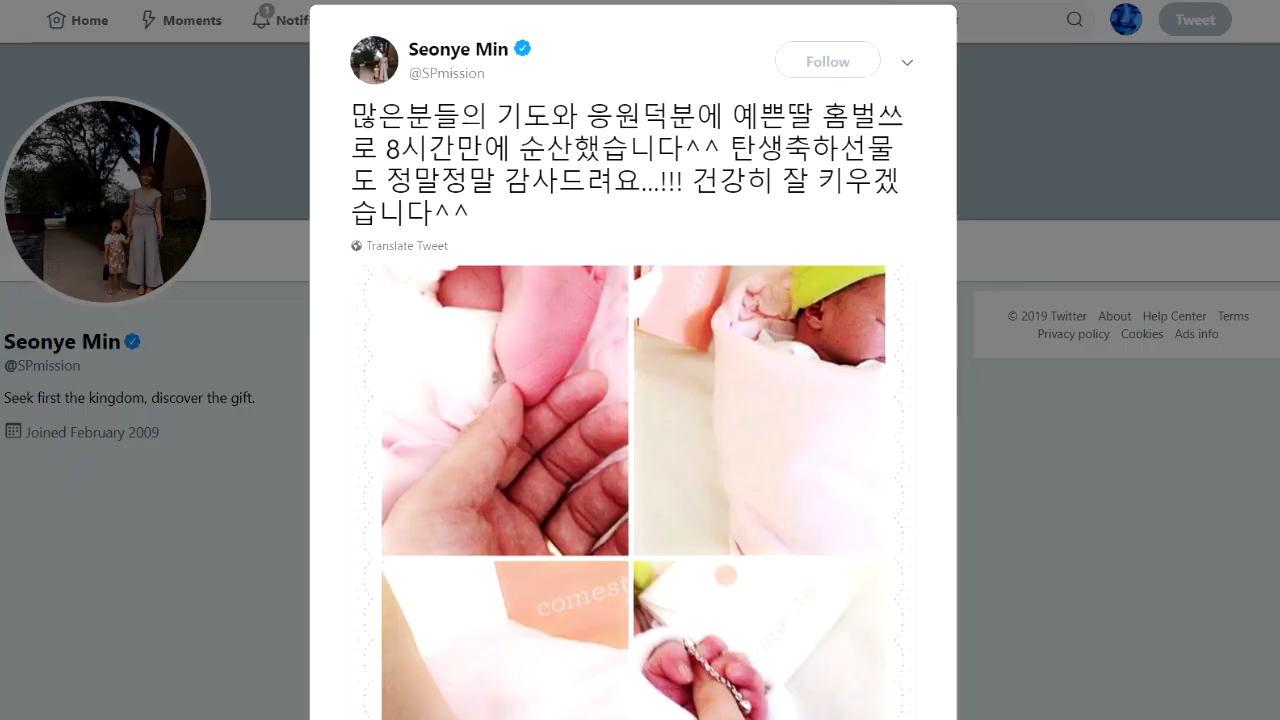 Home
Moments
1
Notif
Tweet
Seonye Min
@SPmission
Follow
많은분들의 기도와 응원덕분에 예쁜딸 홈벌쓰
로 8시간만에 순산했습니다^^ 탄생축하선물
도 정말정말 감사드려요...!!! 건강히 잘 키우겠
습니다^^
Translate Tweet
comest
Seonye Min
@SPmission
Seek first the kingdom, discover the gift.
Joined February 2009
© 2019 Twitter About Help Center Terms
Privacy policy Cookies Ads info